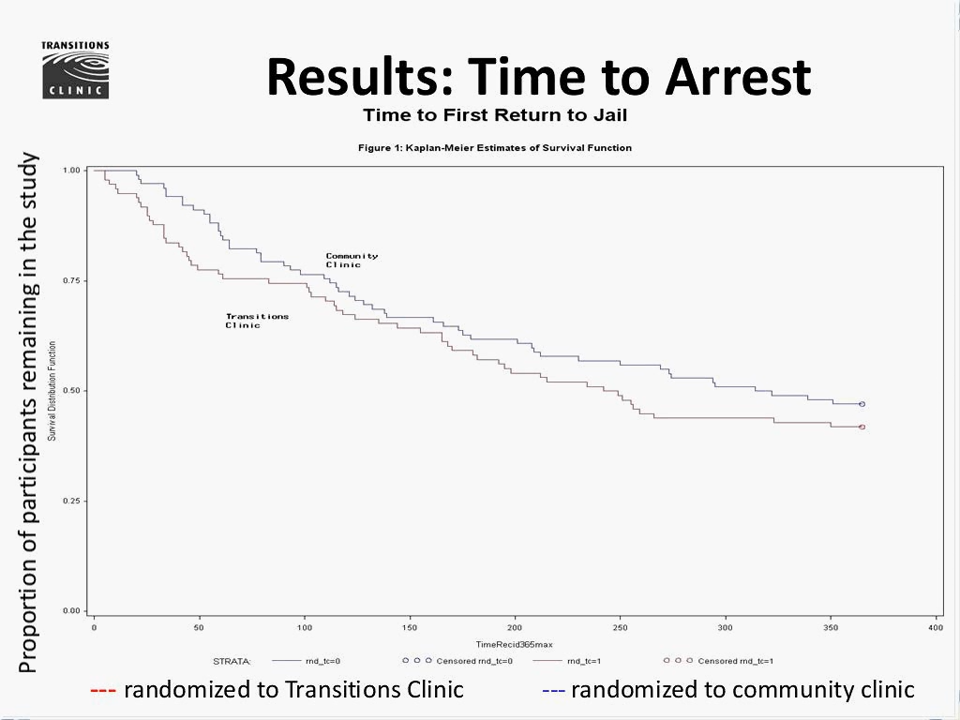 TRANSITIONS
CLINIC
Results: Time to Arrest
Time to First Return to Jail
Figure 1: Kaplan-Meier Estimates of Survival Function
Proportion of participants remaining in the study
Survival Distribution Function
1.00
0.75
0.50
0.25
0.00
Community
Clinic
Transitions
Clinic
0 50 100 150 200 250 300 350 400
TimeRecid365max
STRATA: rnd_tc=0 Censored rnd_tc=0 rnd_tc=1 Censored rnd_tc=1
--- randomized to Transitions Clinic --- randomized to community clinic